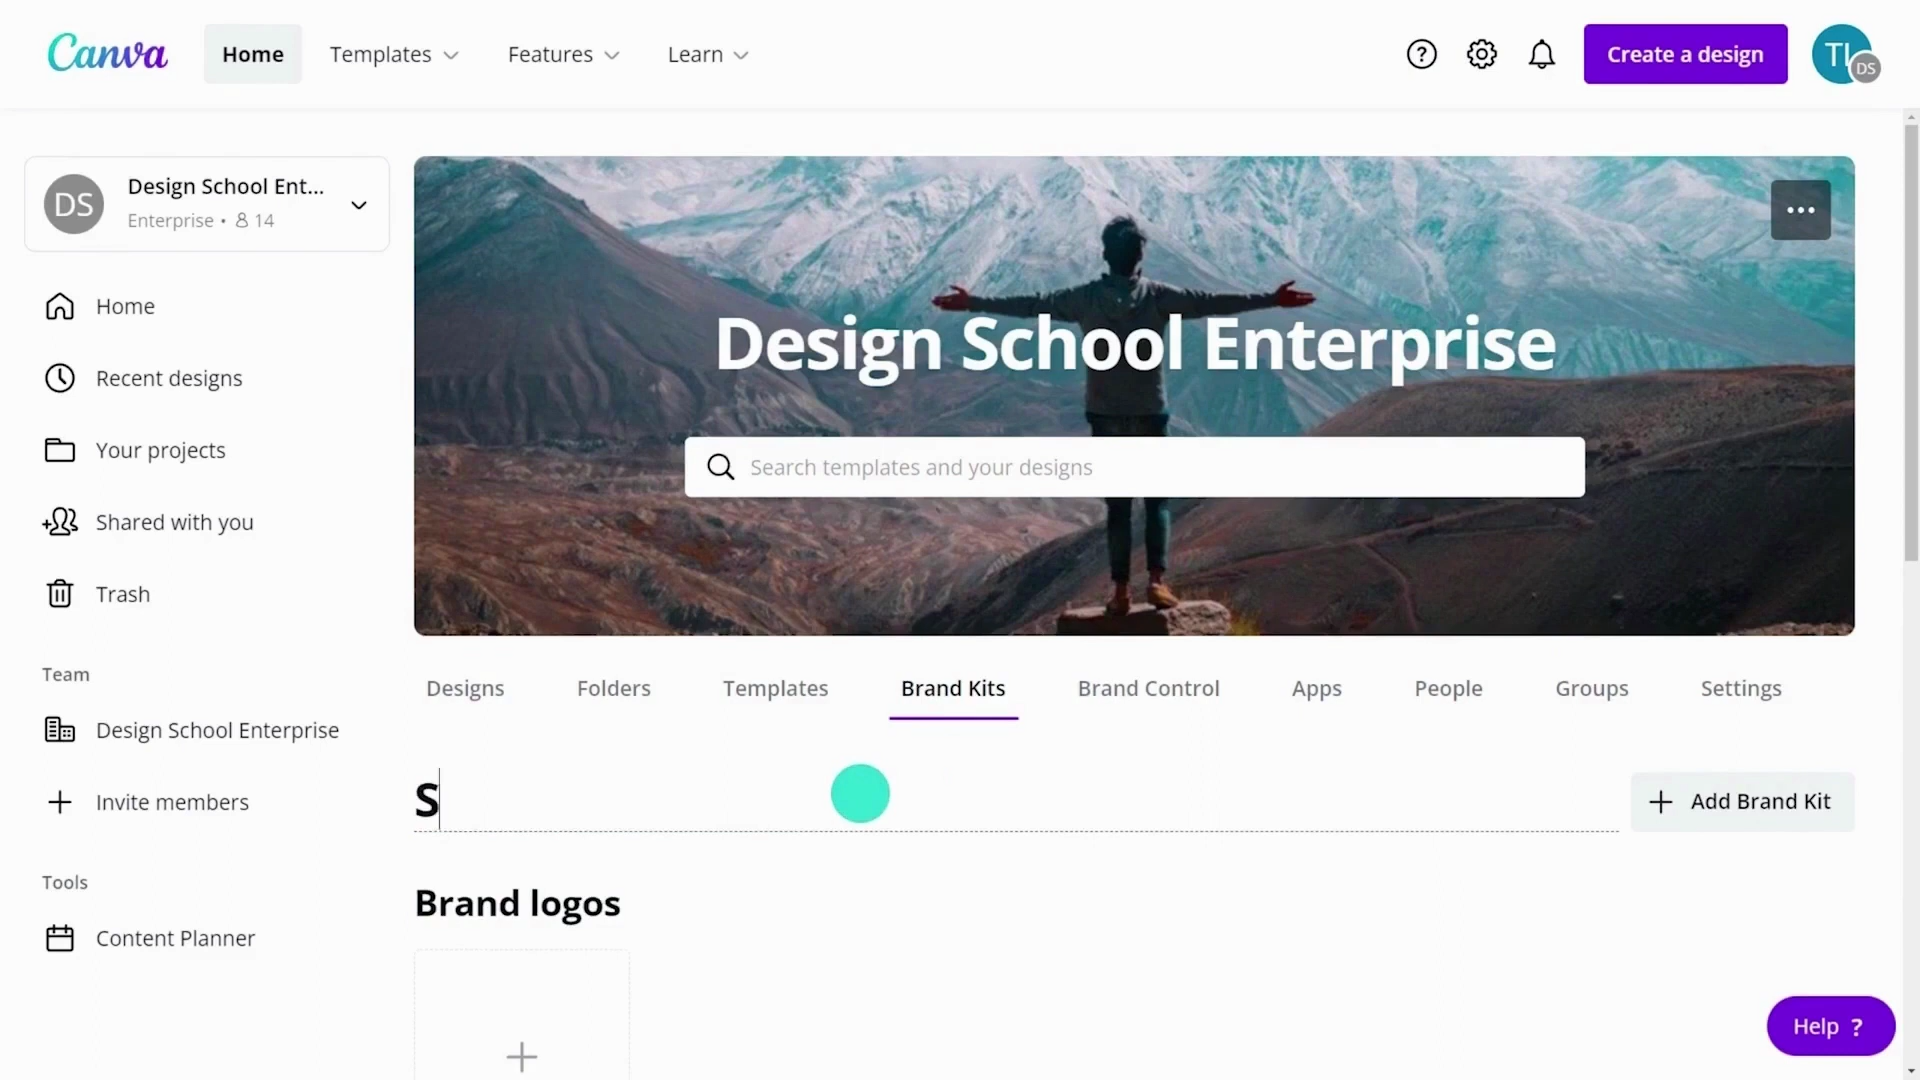 Canva
Home
Templates
Features
Learn
Create a design
TI
DS
DS
Design School Ent...
Enterprise • 14
Home
Recent designs
Your projects
Shared with you
Trash
Team
Design School Enterprise
Invite members
Tools
Content Planner
Design School Enterprise
Search templates and your designs
Designs
Folders
Templates
Brand Kits
Brand Control
Apps
People
Groups
Settings
S
Add Brand Kit
Brand logos
Help ?